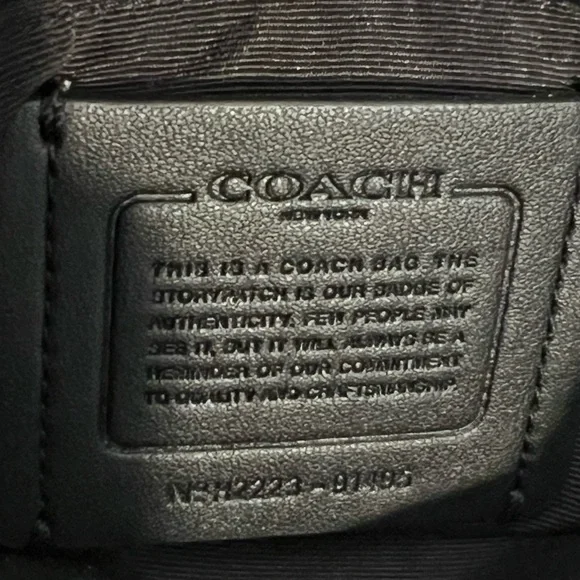 COACH
NEW YORK
THIS IS A COACH BAG. THE
STORYPATCH IS OUR BADGE OF
AUTHENTICITY. FEW PEOPLE MAY
SEE IT, BUT IT WILL ALWAYS BE A
REMINDER OF OUR COMMITMENT
TO QUALITY AND CRAFTSMANSHIP.